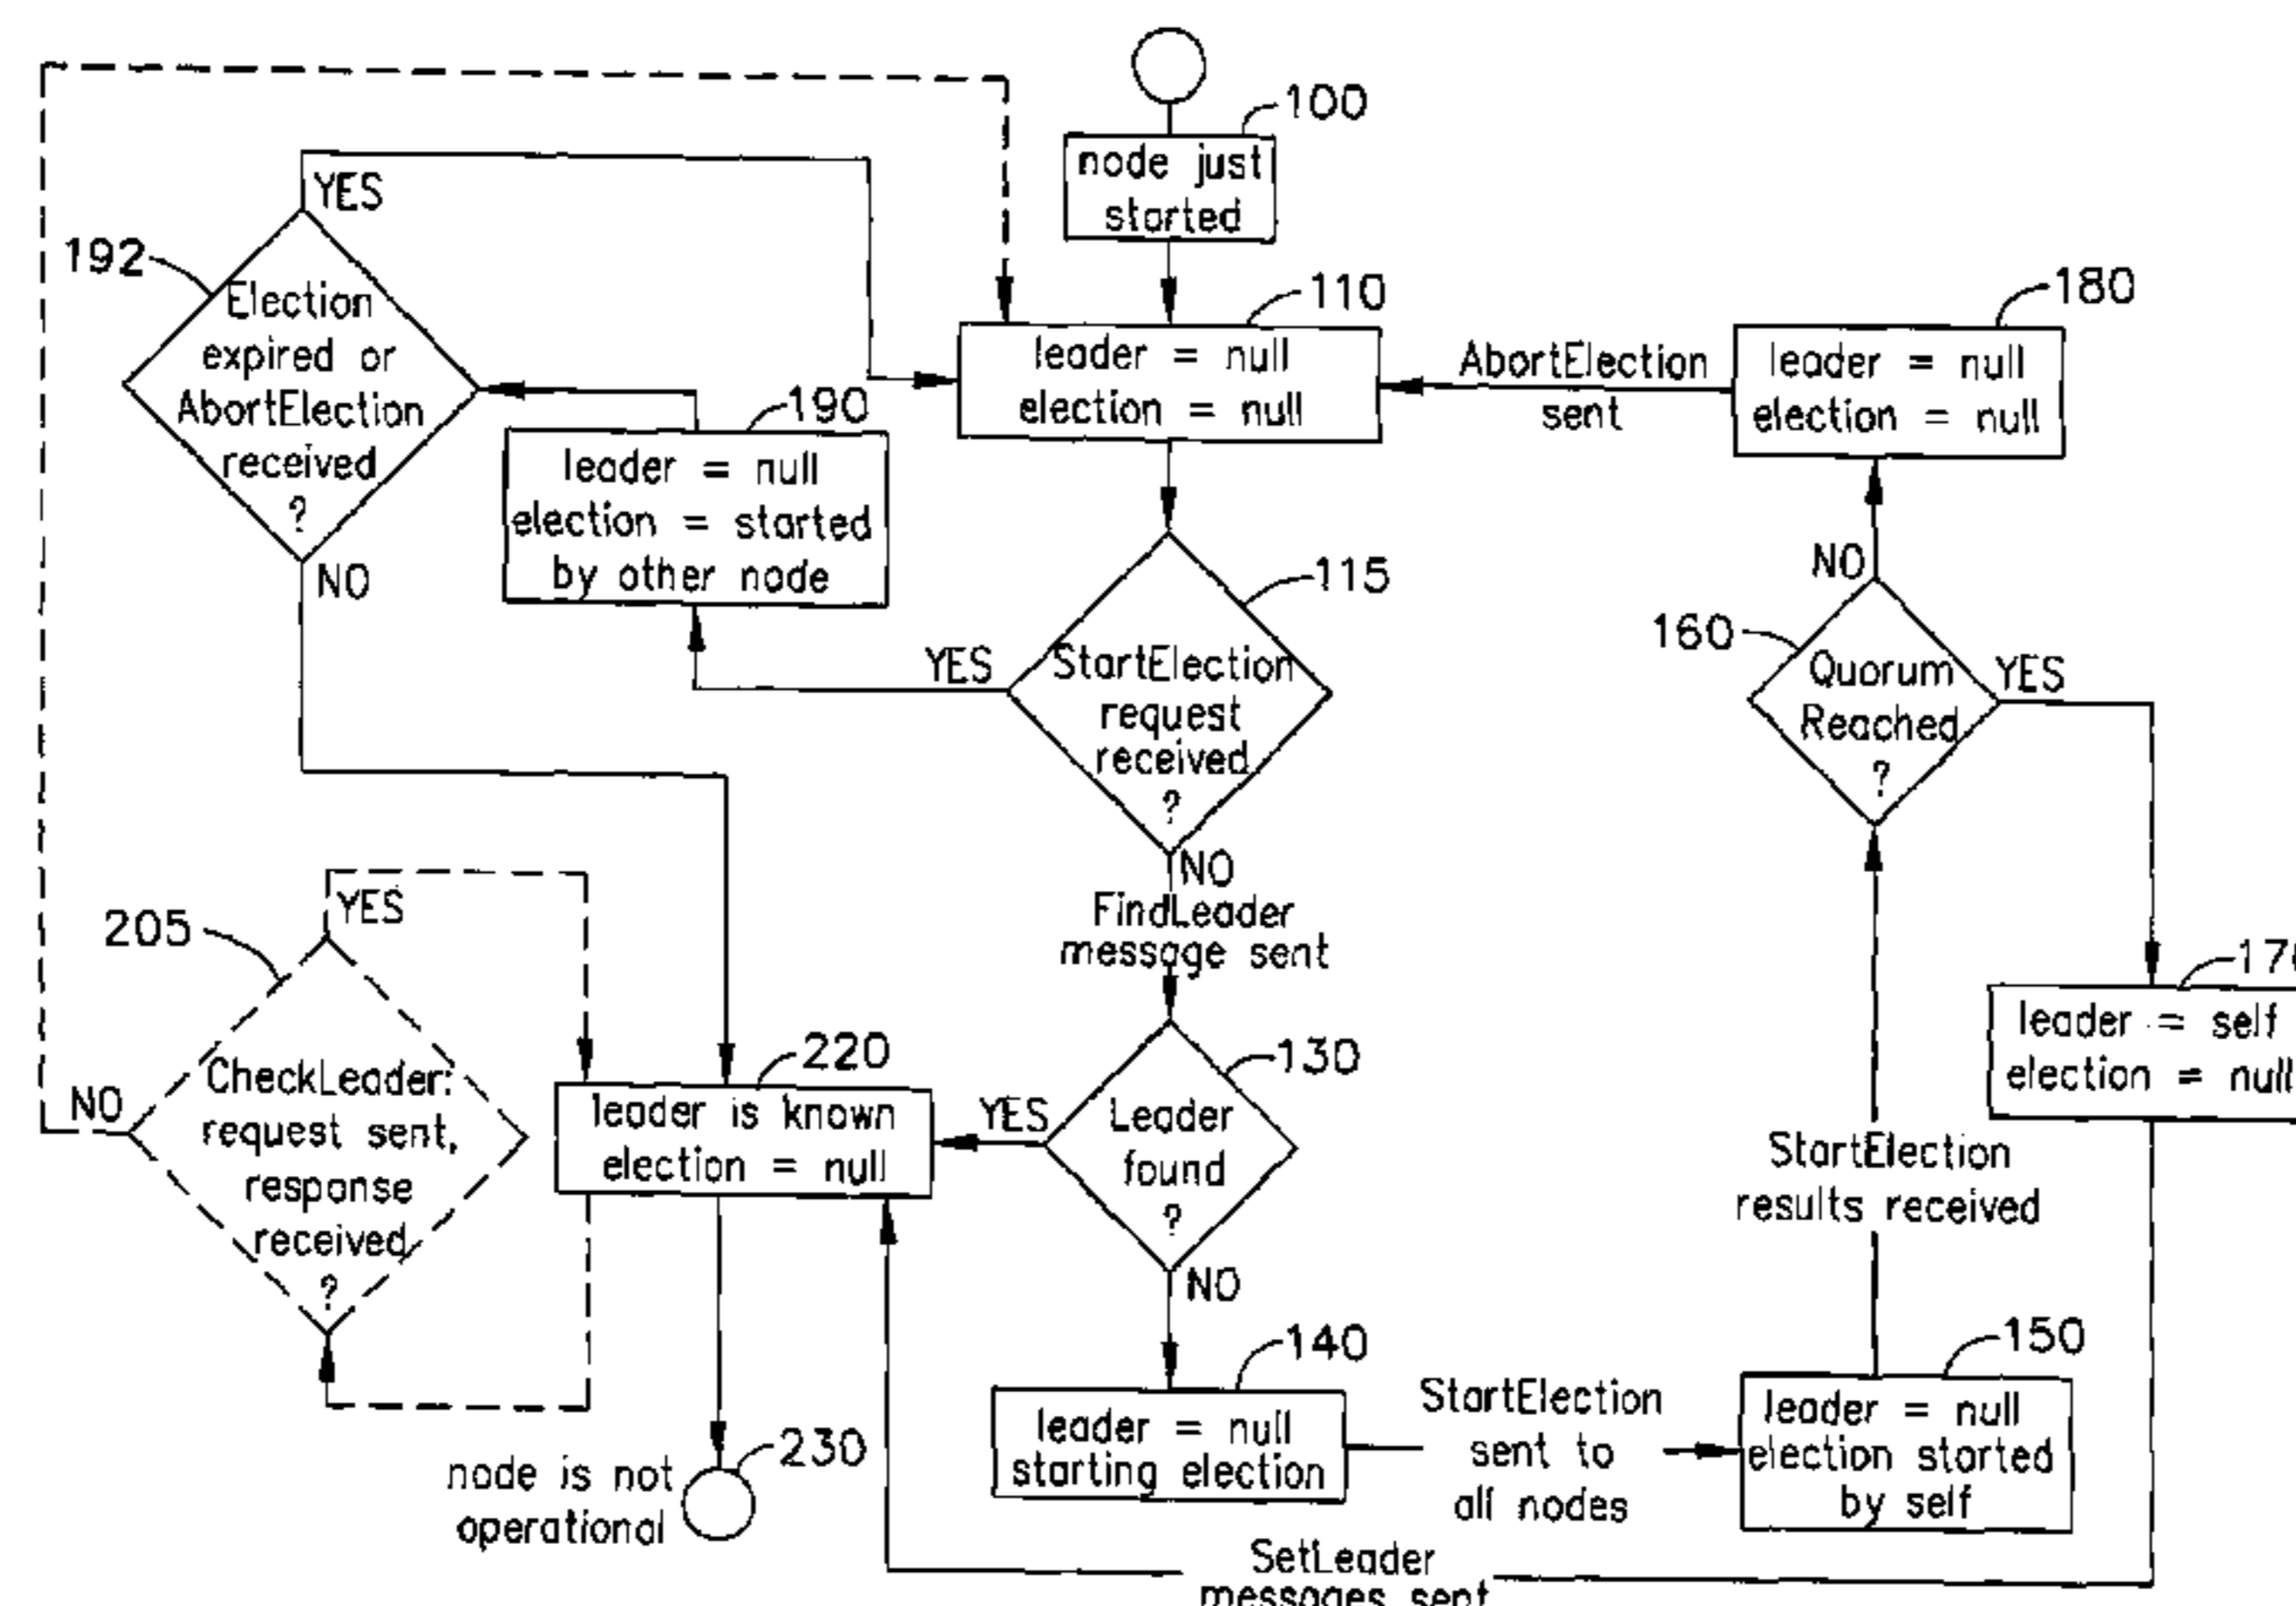 100
node just
started
YES
192
Election
expired or
AbortElection
received
?
NO
110
leader = null
election = null
AbortElection
sent
180
leader = null
election = null
190
leader = null
election = started
by other node
115
YES
StartElection
request
received
?
NO
FindLeader
message sent
NO
160
Quorum
Reached
?
YES
170
leader = self
election = null
205
YES
CheckLeader:
request sent,
response
received
?
NO
220
leader is known
election = null
130
YES
Leader
found
?
NO
StartElection
results received
140
leader = null
starting election
StartElection
sent to
all nodes
150
leader = null
election started
by self
node is not
operational
230
SetLeader
messages sent